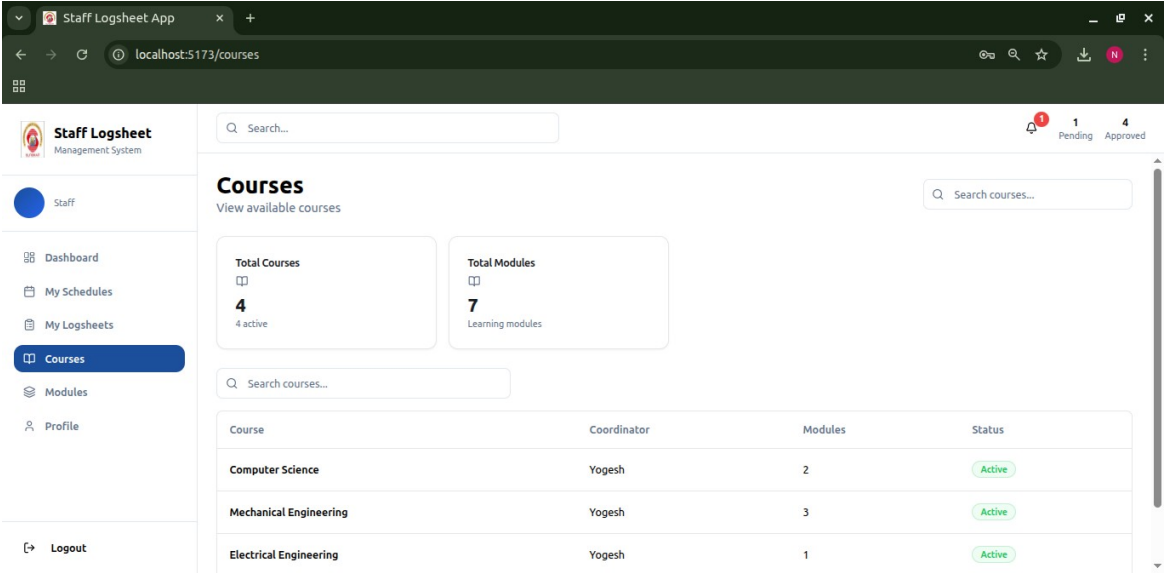 Staff Logsheet App
localhost:5173/courses
N
Staff Logsheet
Management System
Staff
Dashboard
My Schedules
My Logsheets
Courses
Modules
Profile
Logout
Search...
1
1 Pending
4 Approved
Courses
View available courses
Search courses...
Total Courses
4
4 active
Total Modules
7
Learning modules
Search courses...
Course Coordinator Modules Status
Computer Science Yogesh 2 Active
Mechanical Engineering Yogesh 3 Active
Electrical Engineering Yogesh 1 Active